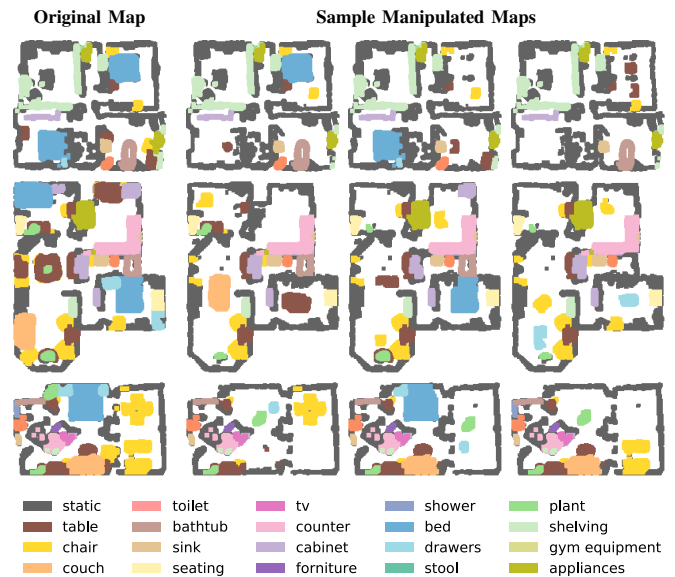 Original Map
Sample Manipulated Maps
static toilet tv shower plant
table bathtub counter bed shelving
chair sink cabinet drawers gym equipment
couch seating forniture stool appliances